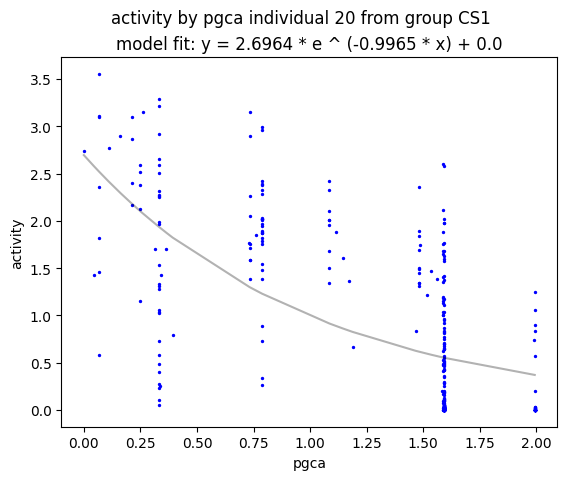 activity by pgca individual 20 from group CS1
model fit: y = 2.6964 * e ^ (-0.9965 * x) + 0.0
3.5
3.0
2.5
2.0
1.5
1.0
0.5
0.0
activity
0.00 0.25 0.50 0.75 1.00 1.25 1.50 1.75 2.00
pgca